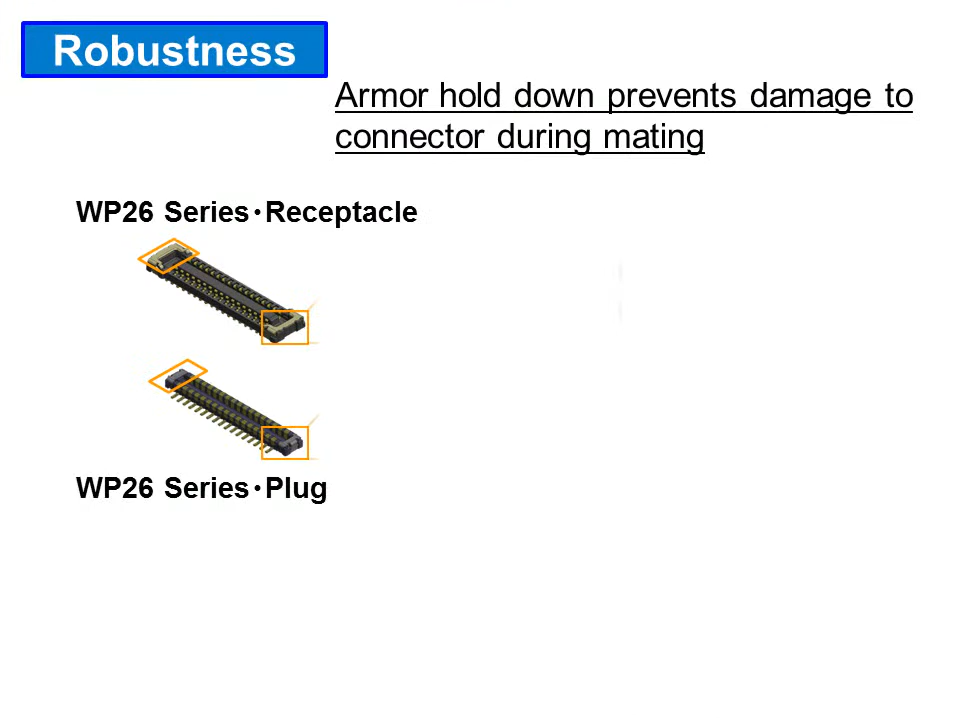 Robustness
Armor hold down prevents damage to
connector during mating
WP26 Series・Receptacle
WP26 Series・Plug